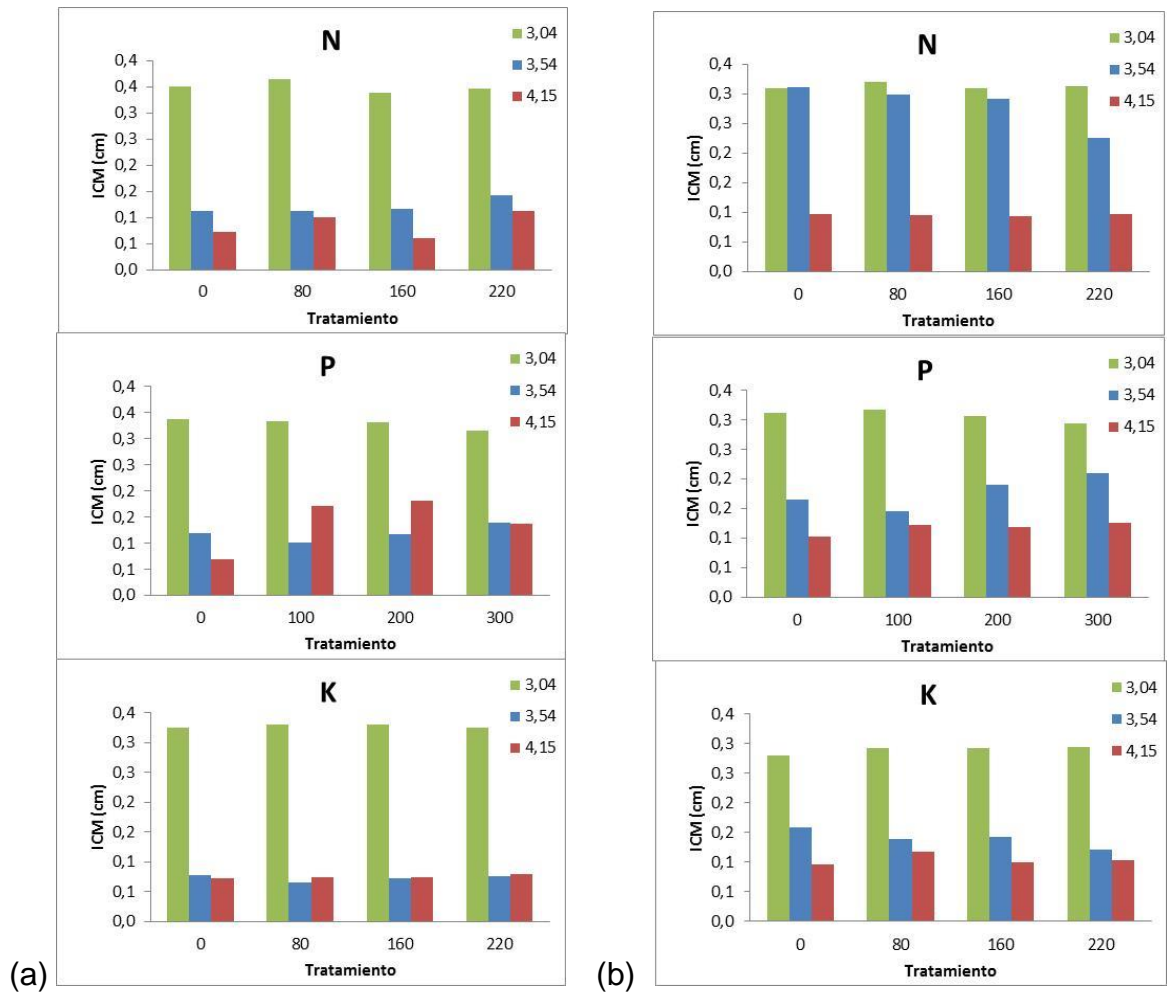 N
3,04
3,54
4,15
ICM (cm)
0,4
0,4
0,3
0,3
0,2
0,2
0,1
0,1
0,0
0 80 160 220
Tratamiento
P
3,04
3,54
4,15
ICM (cm)
0,4
0,4
0,3
0,3
0,2
0,2
0,1
0,1
0,0
0 100 200 300
Tratamiento
K
3,04
3,54
4,15
ICM (cm)
0,4
0,3
0,3
0,2
0,2
0,1
0,1
0,0
0 80 160 220
Tratamiento
(a)
N
3,04
3,54
4,15
ICM (cm)
0,4
0,3
0,3
0,2
0,2
0,1
0,1
0,0
0 80 160 220
Tratamiento
P
3,04
3,54
4,15
ICM (cm)
0,4
0,3
0,3
0,2
0,2
0,1
0,1
0,0
0 100 200 300
Tratamiento
K
3,04
3,54
4,15
ICM (cm)
0,4
0,3
0,3
0,2
0,2
0,1
0,1
0,0
0 80 160 220
Tratamiento
(b)